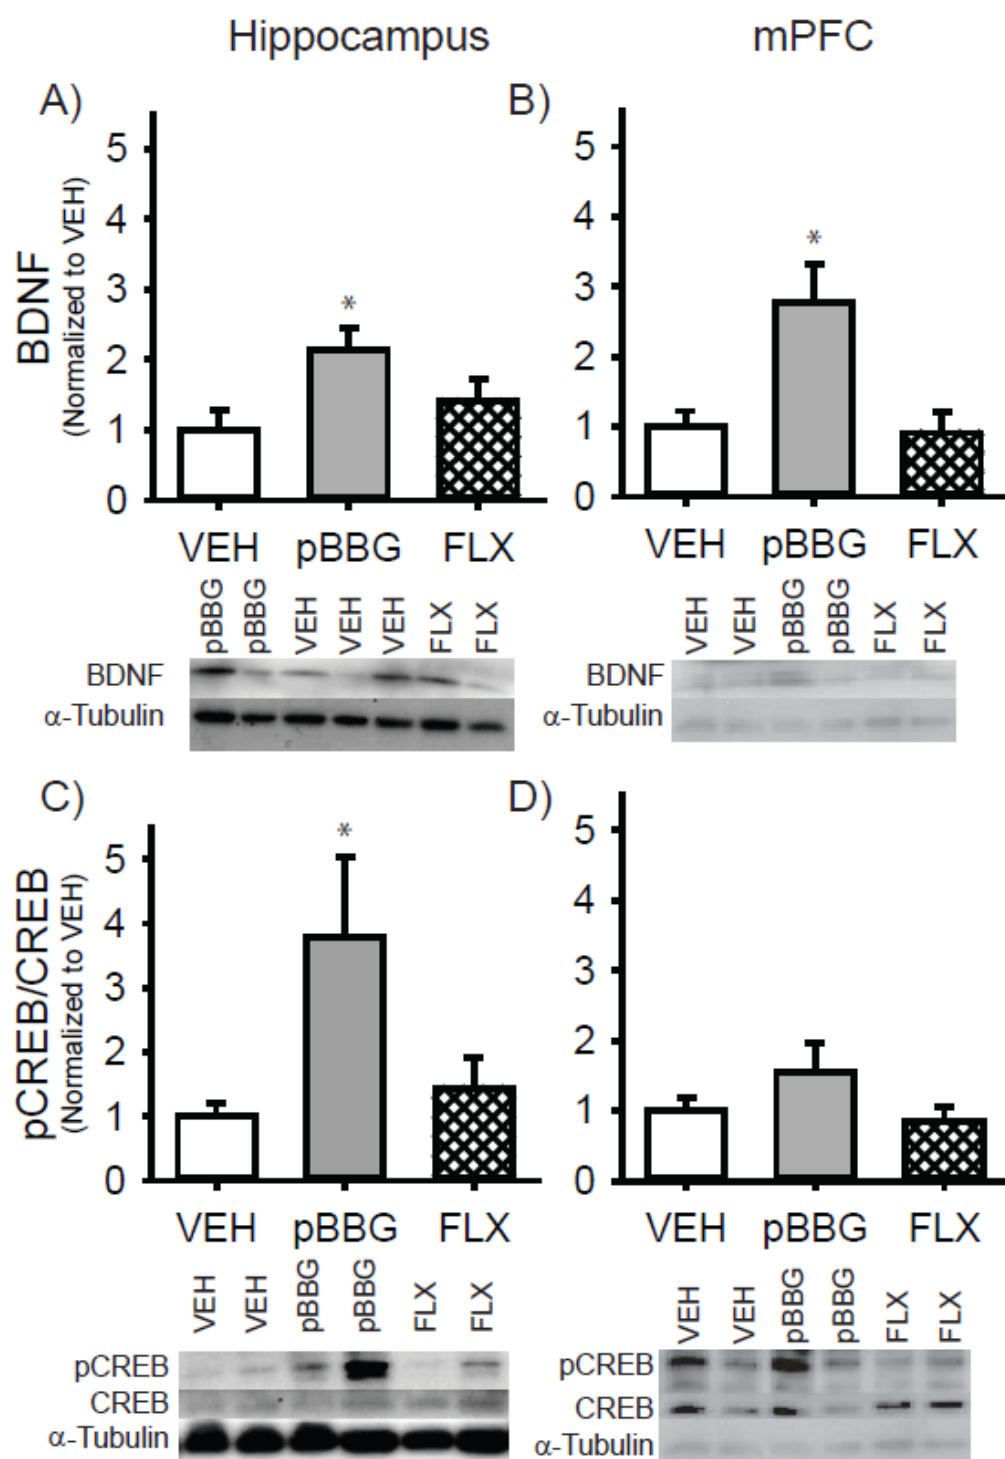 Hippocampus mPFC
A) B)
BDNF
(Normalized to VEH)
5
4
3
2
1
0
*
VEH pBBG FLX
5
4
3
2
1
0
*
VEH pBBG FLX
pBBG pBBG VEH VEH VEH FLX FLX
BDNF
α-Tubulin
VEH VEH pBBG pBBG FLX FLX
BDNF
α-Tubulin
C) D)
pCREB/CREB
(Normalized to VEH)
5
4
3
2
1
0
*
VEH pBBG FLX
5
4
3
2
1
0
VEH pBBG FLX
VEH VEH pBBG pBBG FLX FLX
pCREB
CREB
α-Tubulin
VEH VEH pBBG pBBG FLX FLX
pCREB
CREB
α-Tubulin